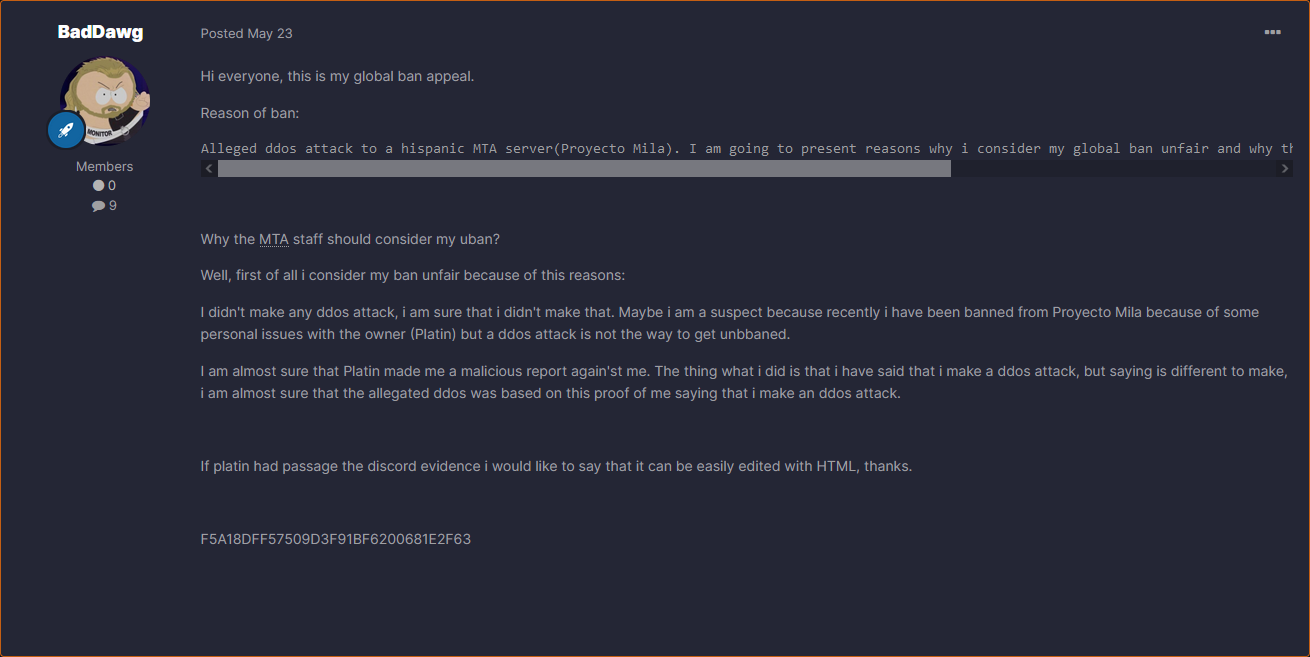 BadDawg
Posted May 23
Hi everyone, this is my global ban appeal.
Reason of ban:
Alleged ddos attack to a hispanic MTA server(Proyecto Mila). I am going to present reasons why i consider my global ban unfair and why th
MONITOR
Members
0
9
Why the MTA staff should consider my uban?
Well, first of all i consider my ban unfair because of this reasons:
I didn't make any ddos attack, i am sure that i didn't make that. Maybe i am a suspect because recently i have been banned from Proyecto Mila because of some
personal issues with the owner (Platin) but a ddos attack is not the way to get unbbaned.
I am almost sure that Platin made me a malicious report again'st me. The thing what i did is that i have said that i make a ddos attack, but saying is different to make,
i am almost sure that the allegated ddos was based on this proof of me saying that i make an ddos attack.
If platin had passage the discord evidence i would like to say that it can be easily edited with HTML, thanks.
F5A18DFF57509D3F91BF6200681E2F63